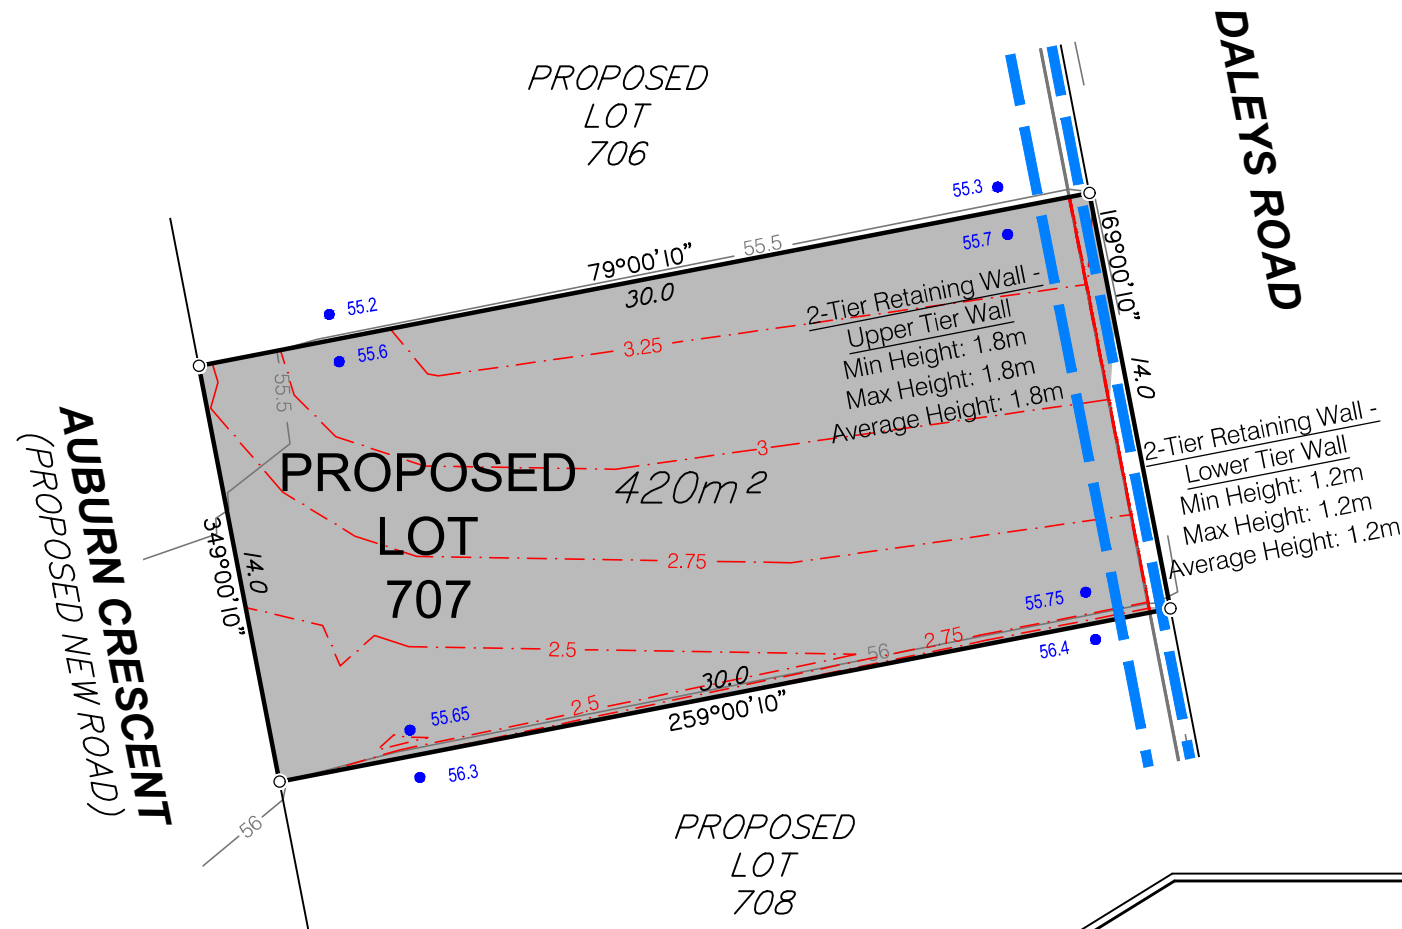 PROPOSED
LOT
706
DALEYS ROAD
55.3
55.7
79°00'10"
30.0
55.5
169°00'10"
14.0
55.2
55.6
55.5
3.25
2-Tier Retaining Wall -
Upper Tier Wall
Min Height: 1.8m
Max Height: 1.8m
Average Height: 1.8m
2-Tier Retaining Wall -
Lower Tier Wall
Min Height: 1.2m
Max Height: 1.2m
Average Height: 1.2m
AUBURN CRESCENT
(PROPOSED NEW ROAD)
349°00'10"
14.0
PROPOSED
LOT
707
420m²
3
2.75
2.5
2.75
56
2.5
55.75
56.4
30.0
259°00'10"
55.65
56.3
56
PROPOSED
LOT
708